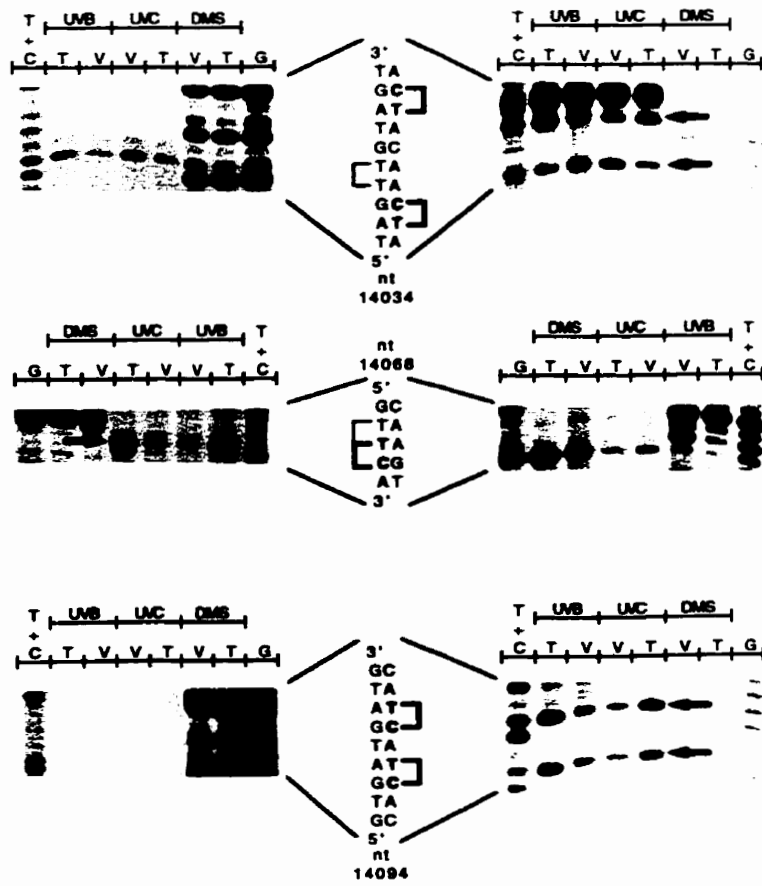 T UVB UVC DMS
+
C T V V T V T G
3'
TA
GC
AT
TA
GC
TA
TA
GC
AT
TA
5'
nt
14034
T UVB UVC DMS
+
C T V V T V T G
DMS UVC UVB T
+
G T V T V V T C
nt
14068
5'
GC
TA
TA
CG
AT
3'
DMS UVC UVB T
+
G T V T V V T C
T UVB UVC DMS
+
C T V V T V T G
3'
GC
TA
AT
GC
TA
AT
GC
TA
GC
5'
nt
14094
T UVB UVC DMS
+
C T V V T V T G